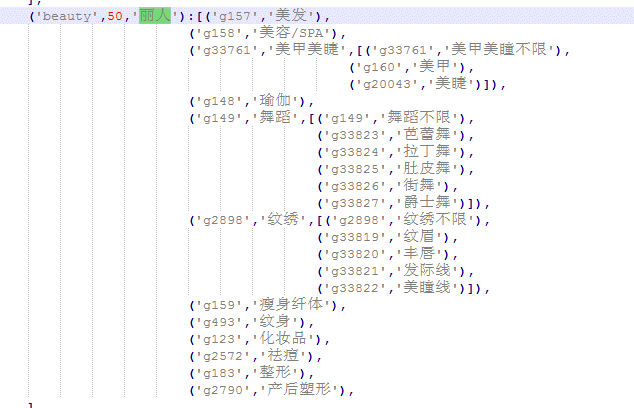 ],
('beauty',50,'丽人'):[('g157','美发'),
('g158','美容/SPA'),
('g33761','美甲美睫',[('g33761','美甲美瞳不限'),
('g160','美甲'),
('g20043','美睫')]),
('g148','瑜伽'),
('g149','舞蹈',[('g149','舞蹈不限'),
('g33823','芭蕾舞'),
('g33824','拉丁舞'),
('g33825','肚皮舞'),
('g33826','街舞'),
('g33827','爵士舞')]),
('g2898','纹绣',[('g2898','纹绣不限'),
('g33819','纹眉'),
('g33820','丰唇'),
('g33821','发际线'),
('g33822','美瞳线')]),
('g159','瘦身纤体'),
('g493','纹身'),
('g123','化妆品'),
('g2572','祛痘'),
('g183','整形'),
('g2790','产后塑形'),
]